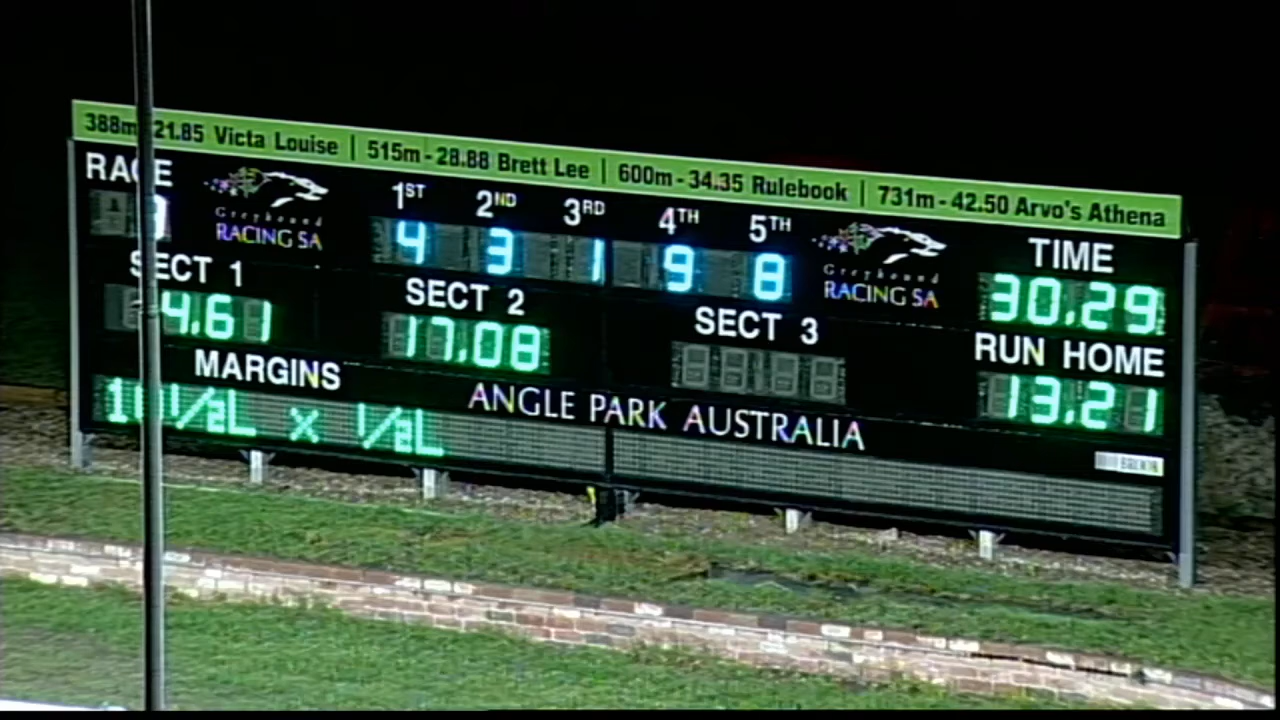 388m-21.85 Victa Louise | 515m-28.88 Brett Lee | 600m-34.35 Rulebook | 731m-42.50 Arvo's Athena
RACE
Greyhound
RACING SA
1ST 2ND 3RD 4TH 5TH
4 3 1 9 8
Greyhound
RACING SA
TIME
30.29
SECT 1
4.61
SECT 2
17.08
SECT 3
RUN HOME
13.21
MARGINS
1/2L X 1/2L
ANGLE PARK AUSTRALIA